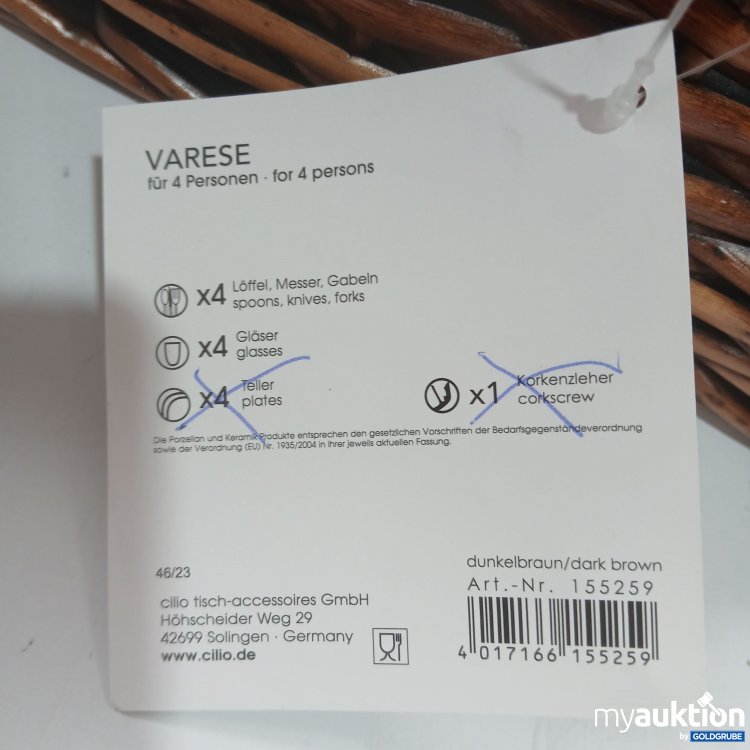 VARESE
für 4 Personen · for 4 persons
x4 Löffel, Messer, Gabeln
spoons, knives, forks
x4 Gläser
glasses
x4 Teller
plates
x1 Korkenzieher
corkscrew
Die Porzellan und Keramik Produkte entsprechen den gesetzlichen Vorschriften der Bedarfsgegenständeverordnung
sowie der Verordnung (EU) Nr. 1935/2004 in ihrer jeweils aktuellen Fassung.
46/23
cilio tisch-accessoires GmbH
Höhscheider Weg 29
42699 Solingen · Germany
www.cilio.de
dunkelbraun/dark brown
Art.-Nr. 155259
4 017166 155259
myauktion
by GOLDGRUBE